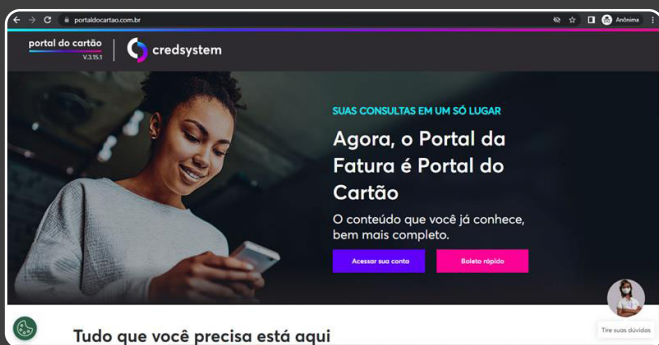 portaldocartao.com.br
Anônima
portal do cartão
V.3.15.1
credsystem
SUAS CONSULTAS EM UM SÓ LUGAR
Agora, o Portal da
Fatura é Portal do
Cartão
O conteúdo que você já conhece,
bem mais completo.
Acessar sua conta
Boleto rápido
Tire suas dúvidas
Tudo que você precisa está aqui